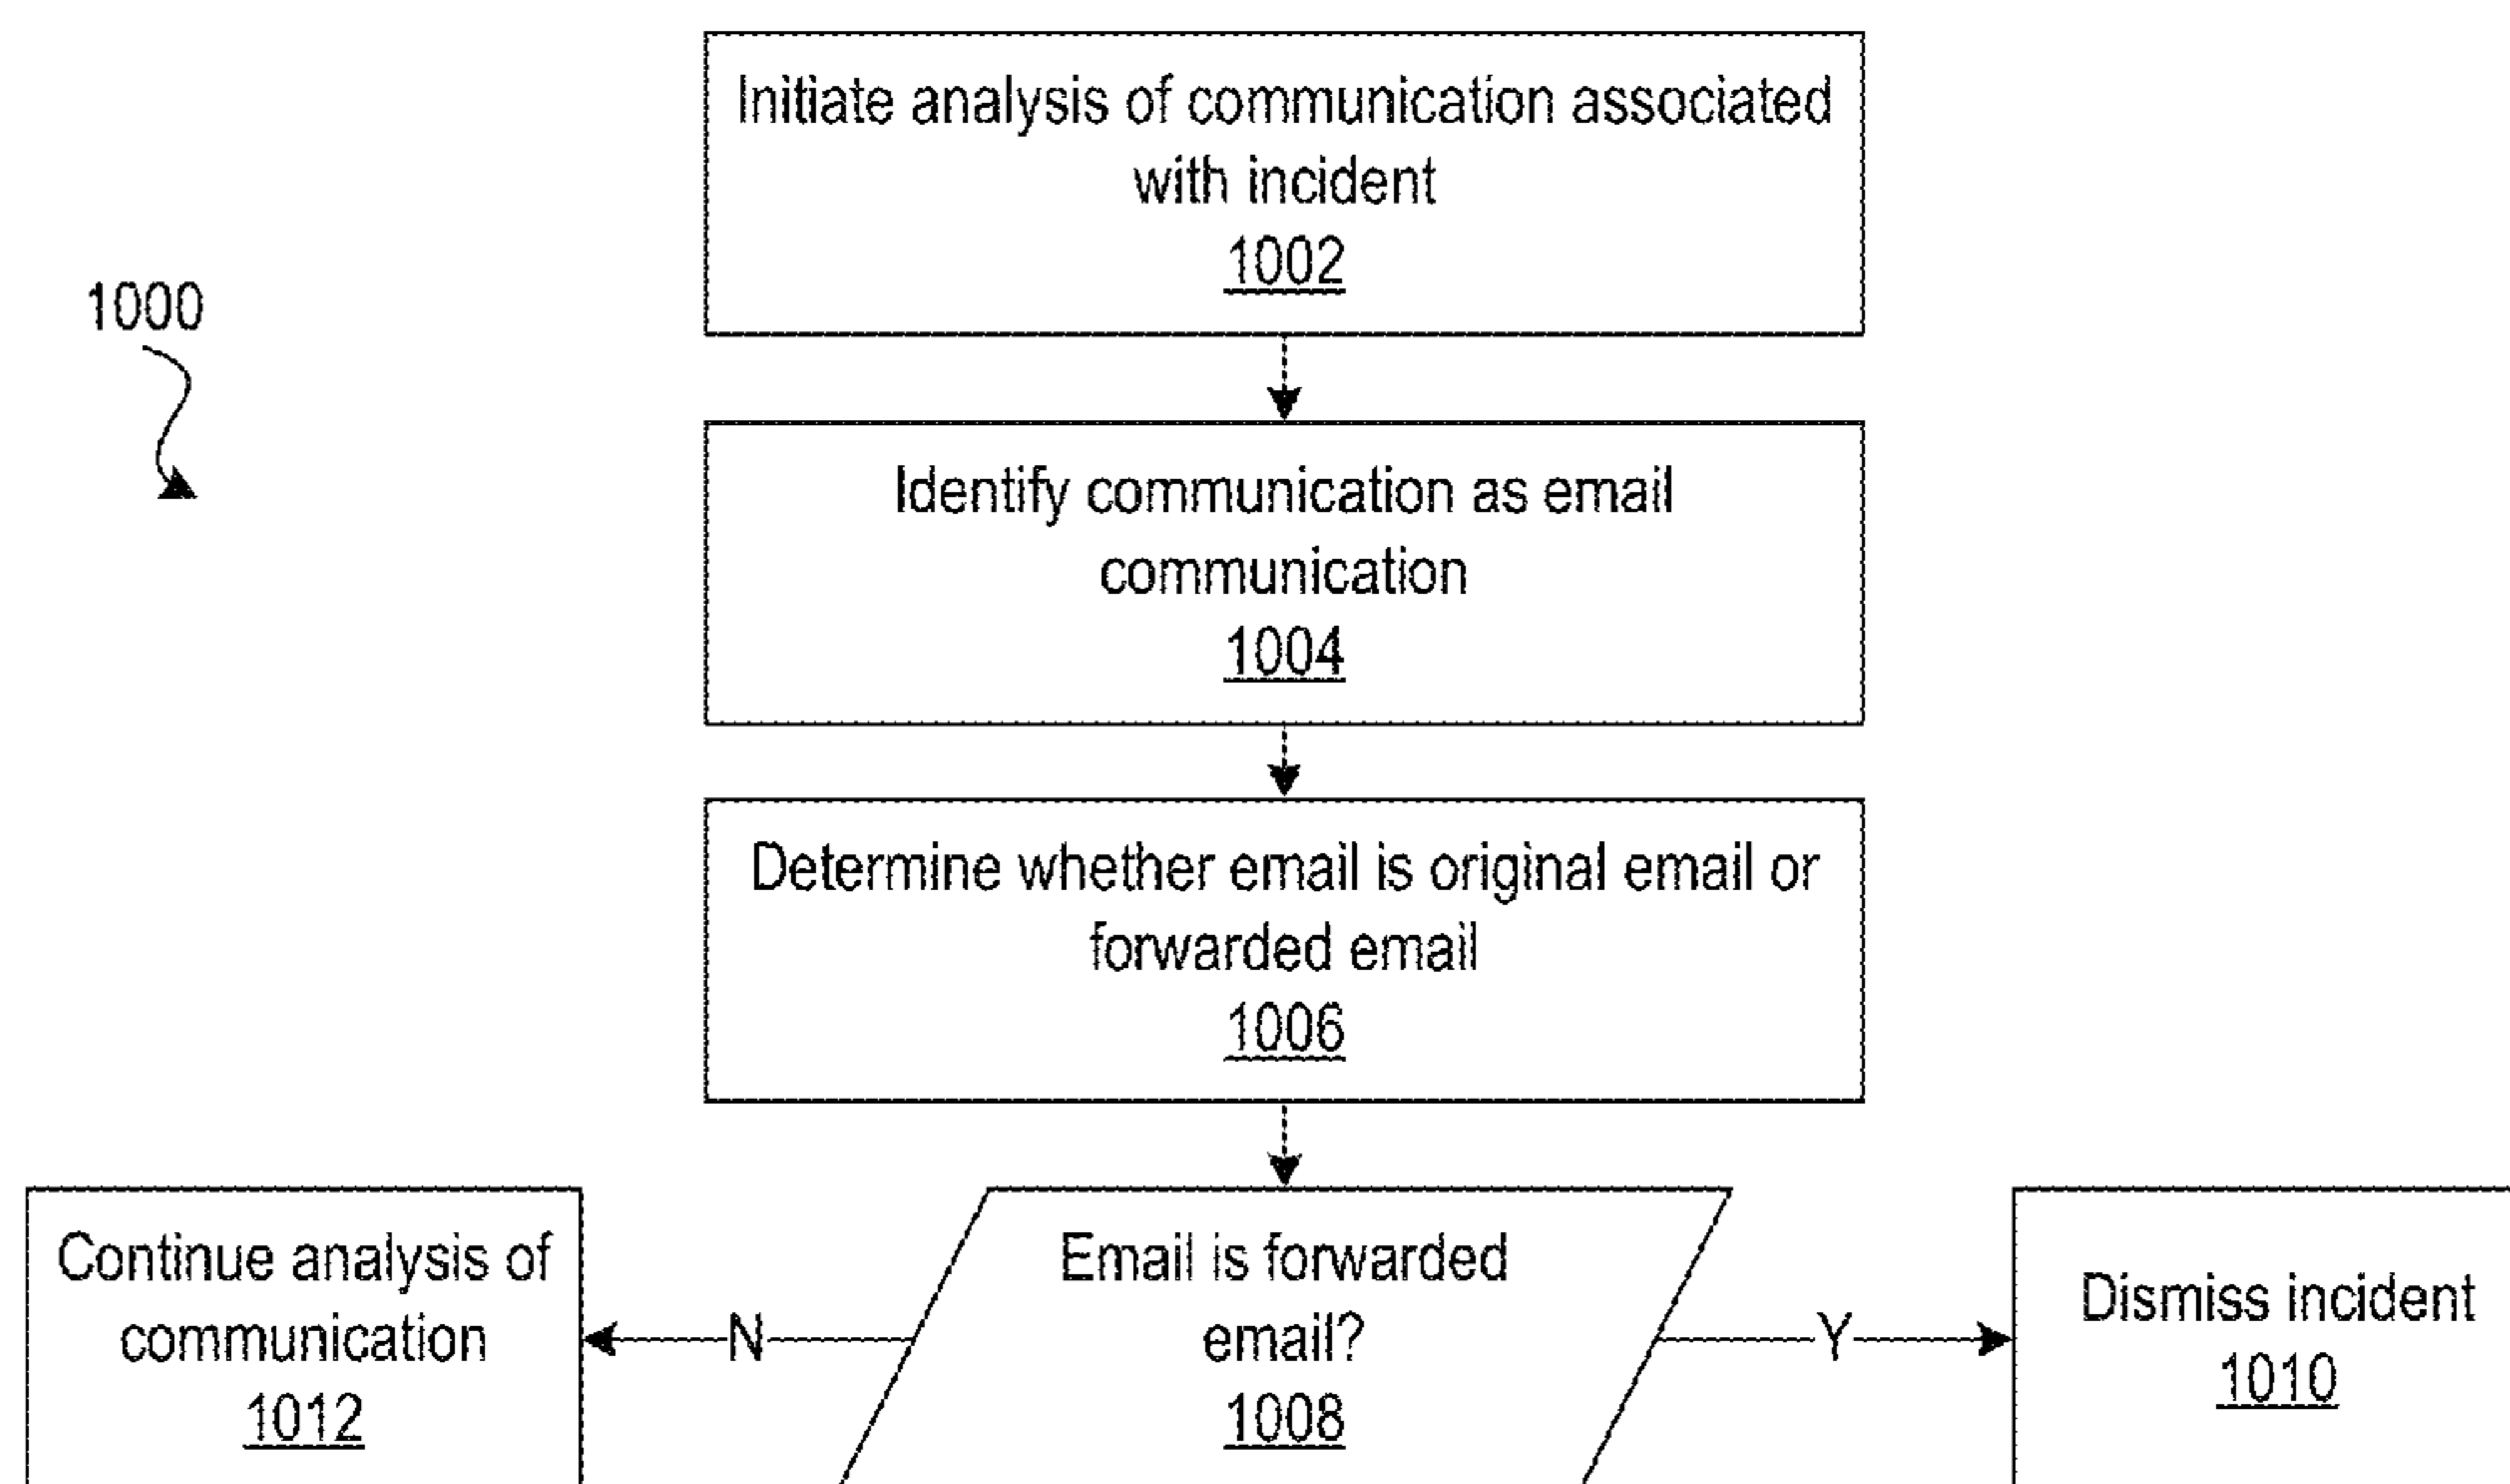 Initiate analysis of communication associated
with incident
1002
1000
Identify communication as email
communication
1004
Determine whether email is original email or
forwarded email
1006
Continue analysis of
communication
1012
N
Email is forwarded
email?
1008
Y
Dismiss incident
1010